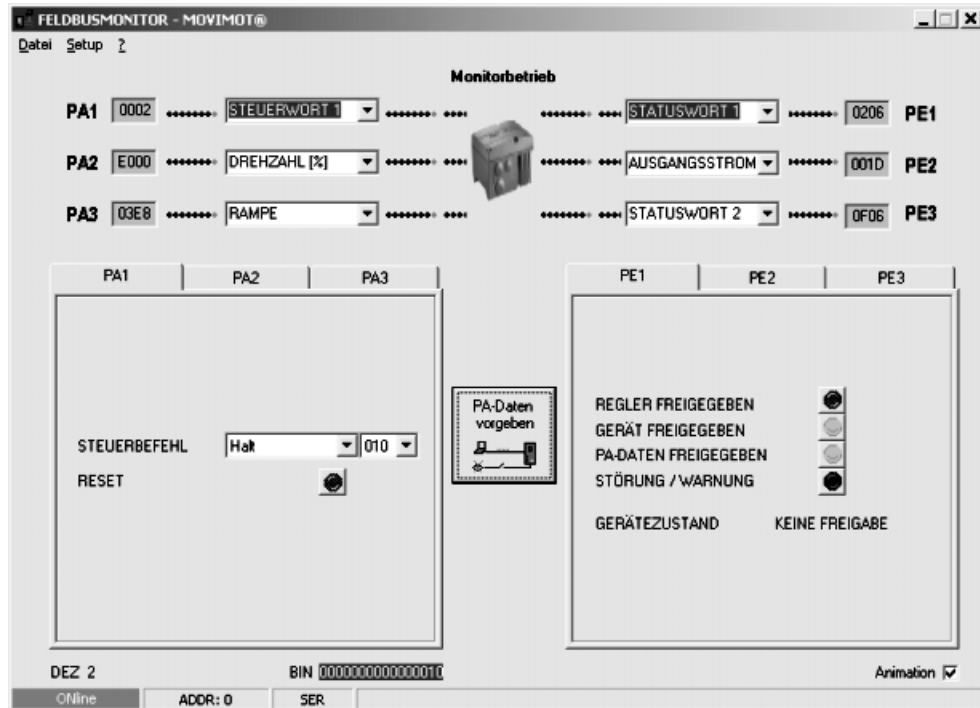 FELDBUSMONITOR - MOVIMOT®
Datei Setup ?
Monitorbetrieb
PA1 0002 STEUERWORT 1 STATUSWORT 1 0206 PE1
PA2 E000 DREHZAHL [%] AUSGANGSSTROM 001D PE2
PA3 03E8 RAMPE STATUSWORT 2 0F06 PE3
PA1 PA2 PA3 PE1 PE2 PE3
PA-Daten
vorgeben
REGLER FREIGEGEBEN
GERÄT FREIGEGEBEN
STEUERBEFEHL Halt 010
PA-DATEN FREIGEGEBEN
RESET
STÖRUNG / WARNUNG
GERÄTEZUSTAND KEINE FREIGABE
DEZ 2 BIN 0000000000000010 Animation
ONline ADDR: 0 SER